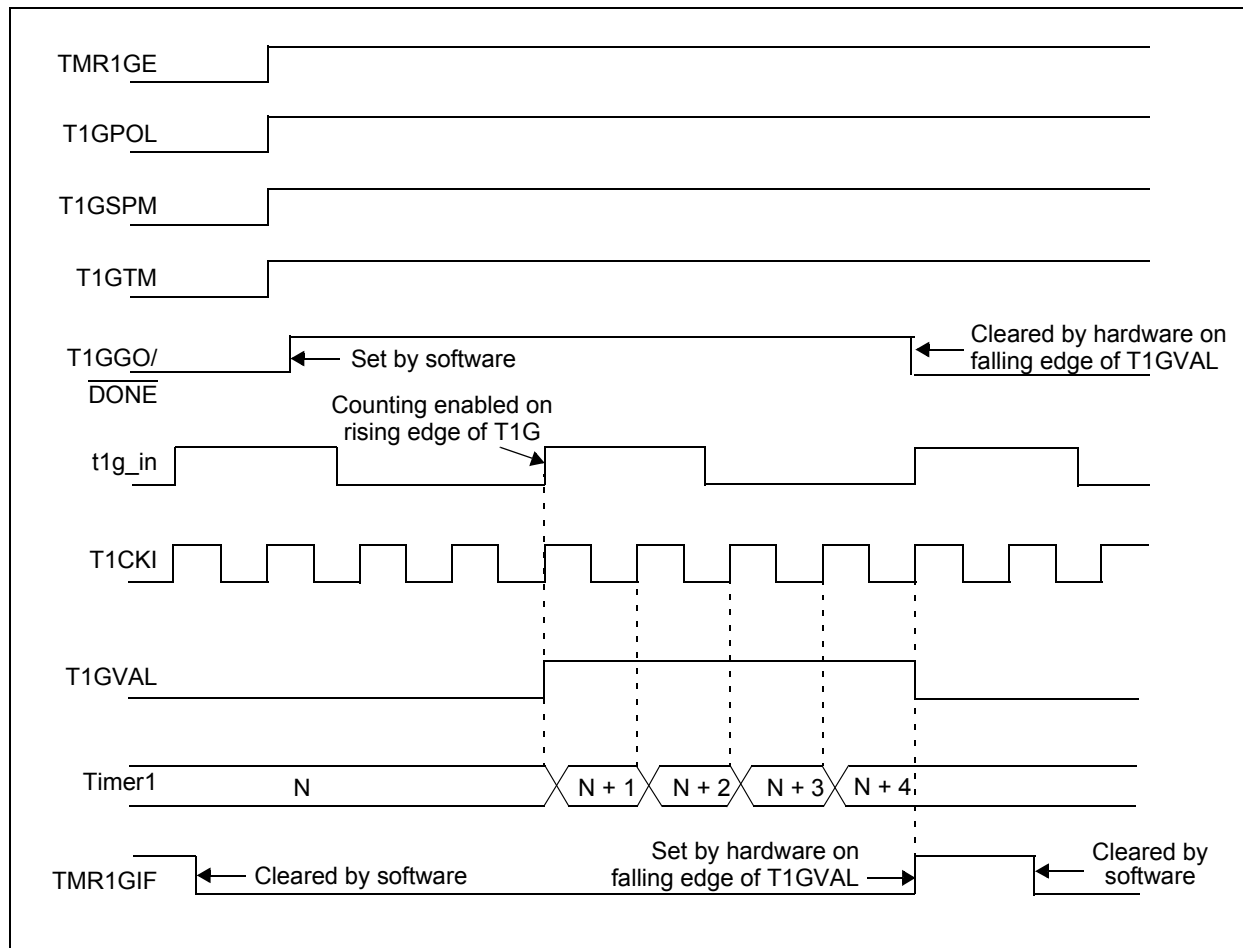 TMR1GE
T1GPOL
T1GSPM
T1GTM
T1GGO/
DONE
Set by software
Cleared by hardware on
falling edge of T1GVAL
Counting enabled on
rising edge of T1G
t1g_in
T1CKI
T1GVAL
Timer1
N
N + 1
N + 2
N + 3
N + 4
TMR1GIF
Cleared by software
Set by hardware on
falling edge of T1GVAL
Cleared by
software